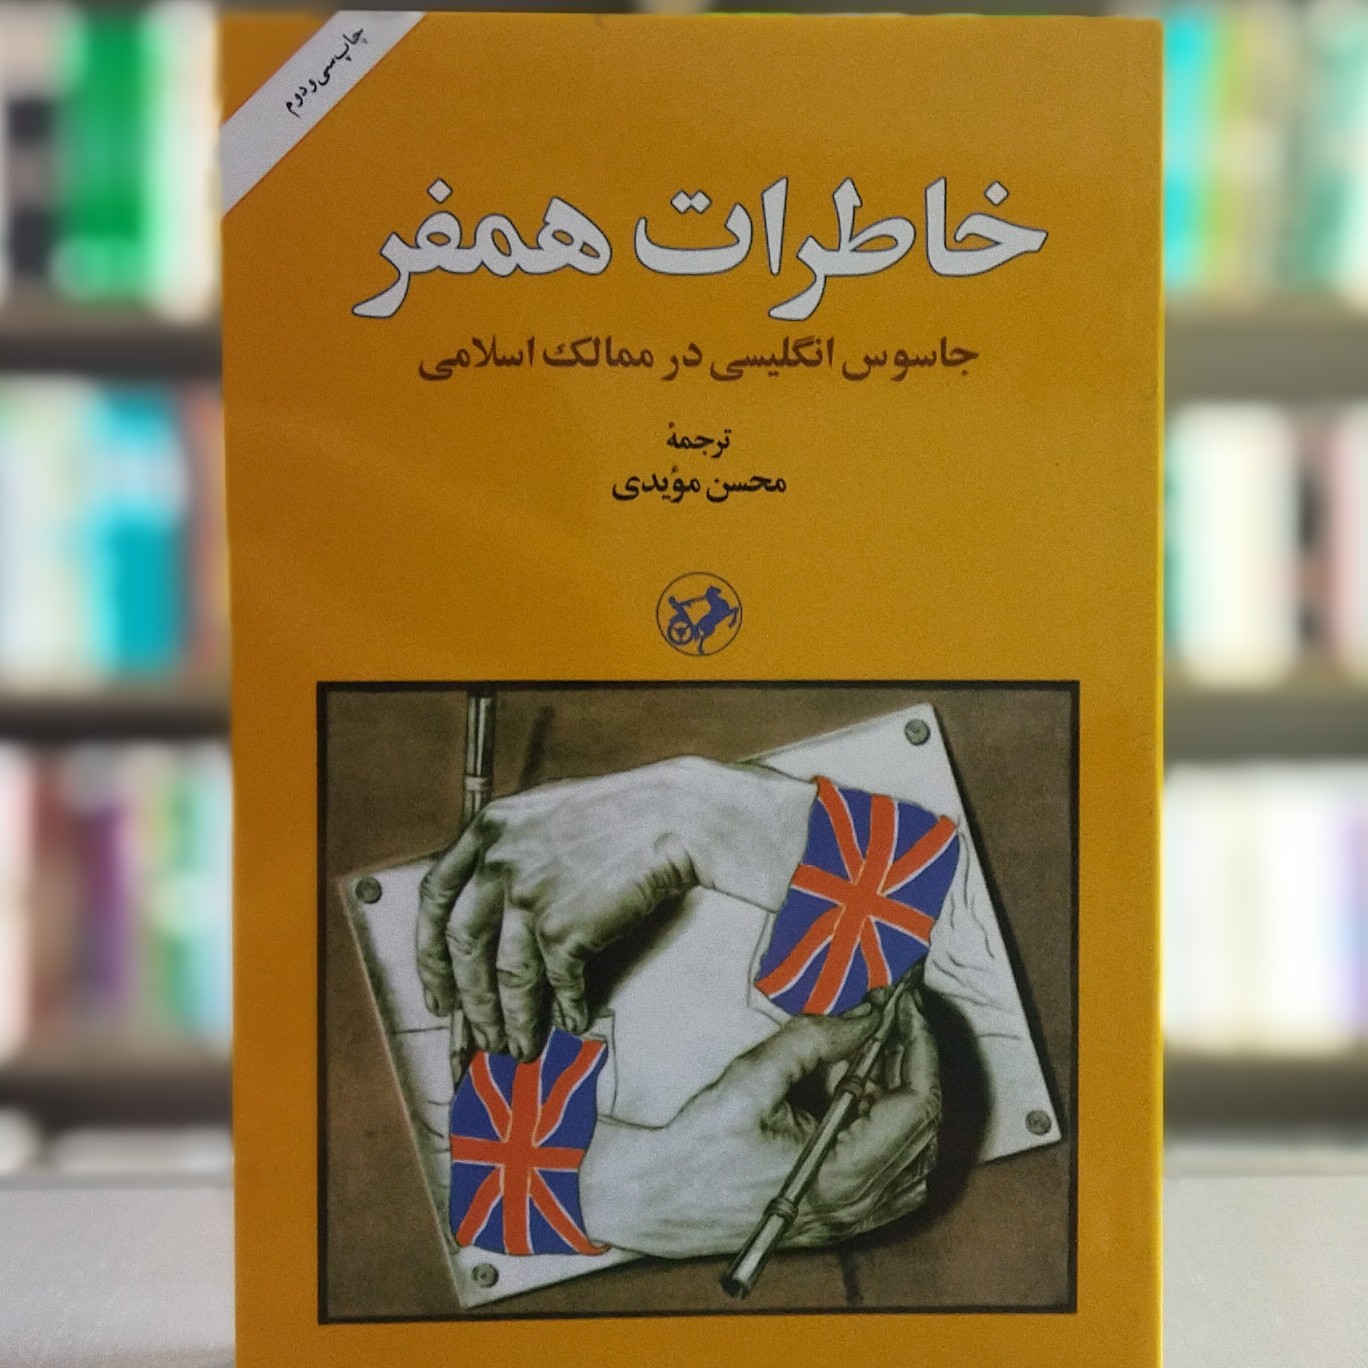 چاپ سی و دوم
خاطرات همفر
جاسوس انگلیسی در ممالک اسلامی
ترجمهٔ
محسن مؤیدی